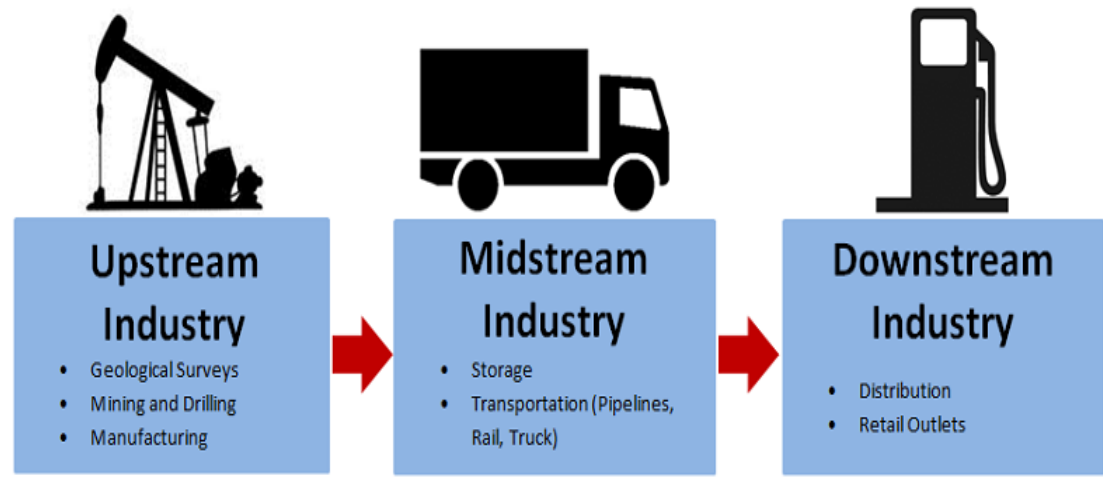 Upstream
Industry
• Geological Surveys
• Mining and Drilling
• Manufacturing
Midstream
Industry
• Storage
• Transportation (Pipelines,
Rail, Truck)
Downstream
Industry
• Distribution
• Retail Outlets